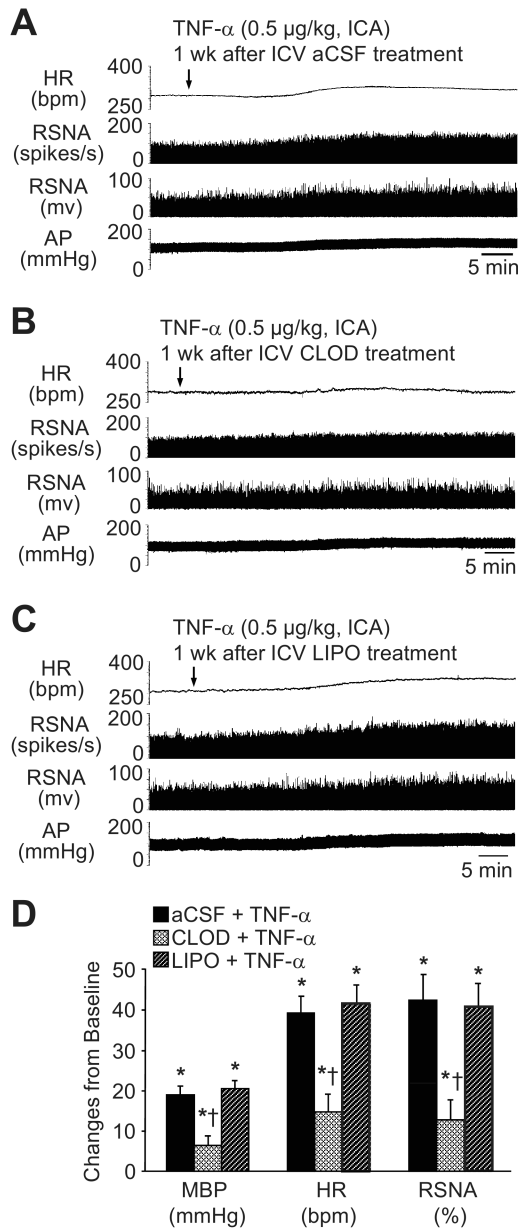 A
TNF-α (0.5 µg/kg, ICA)
1 wk after ICV aCSF treatment
HR
(bpm)
400
250
RSNA
(spikes/s)
200
0
RSNA
(mv)
100
0
AP
(mmHg)
200
0
5 min
B
TNF-α (0.5 µg/kg, ICA)
1 wk after ICV CLOD treatment
HR
(bpm)
400
250
RSNA
(spikes/s)
200
0
RSNA
(mv)
100
0
AP
(mmHg)
200
0
5 min
C
TNF-α (0.5 µg/kg, ICA)
1 wk after ICV LIPO treatment
HR
(bpm)
400
250
RSNA
(spikes/s)
200
0
RSNA
(mv)
100
0
AP
(mmHg)
200
0
5 min
D
aCSF + TNF-α
CLOD + TNF-α
LIPO + TNF-α
Changes from Baseline
50
40
30
20
10
0
* *† *
* *† *
* *† *
MBP
(mmHg)
HR
(bpm)
RSNA
(%)